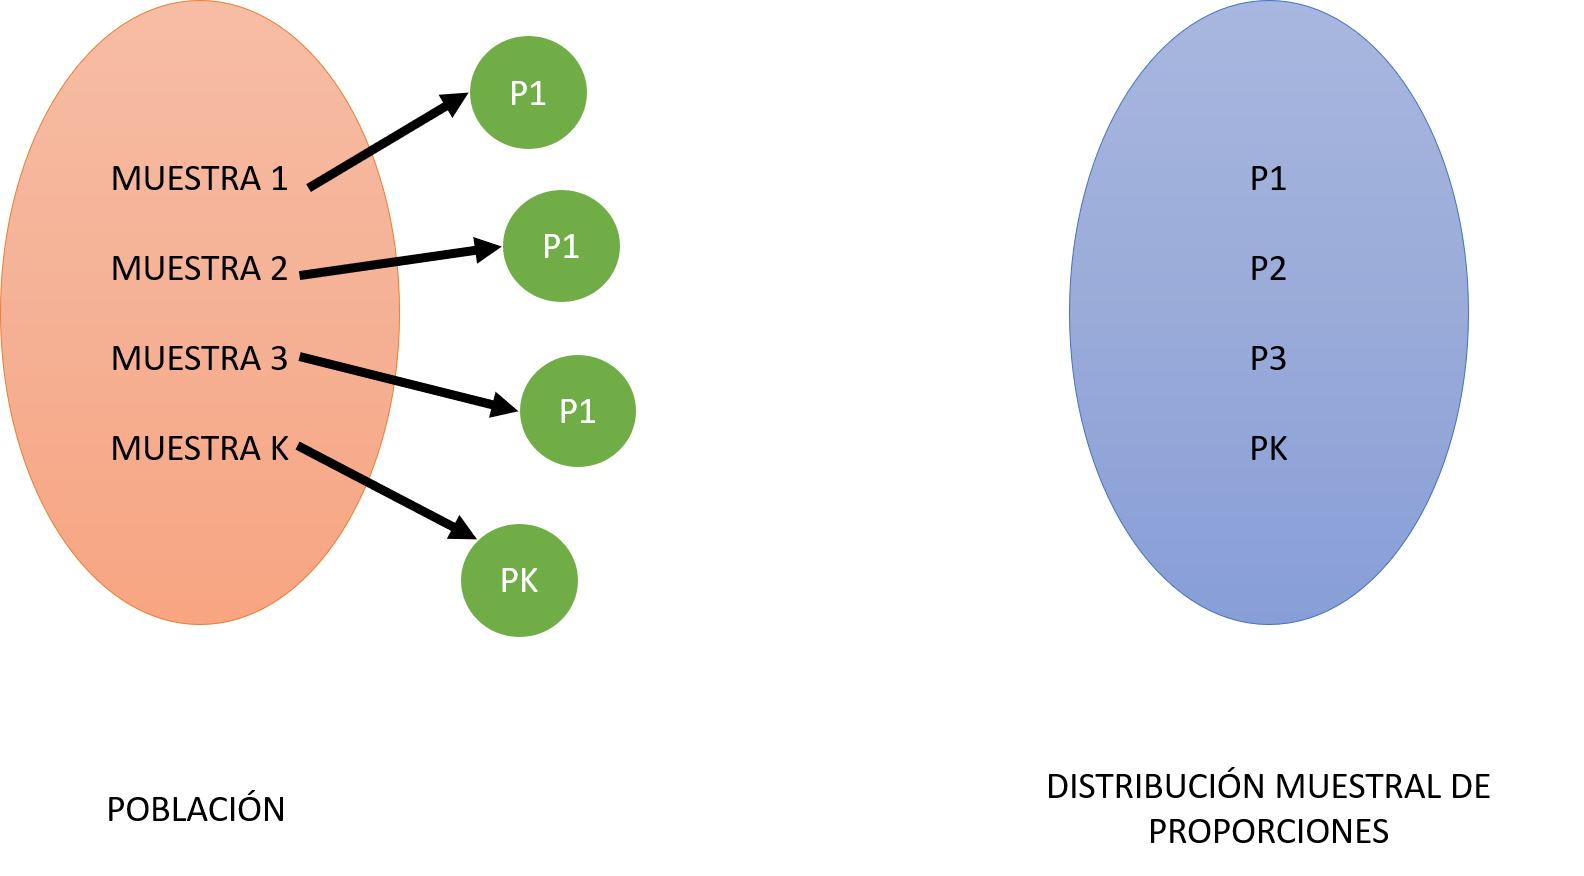 MUESTRA 1
MUESTRA 2
MUESTRA 3
MUESTRA K
P1
P1
P1
PK
P1
P2
P3
PK
POBLACIÓN
DISTRIBUCIÓN MUESTRAL DE
PROPORCIONES